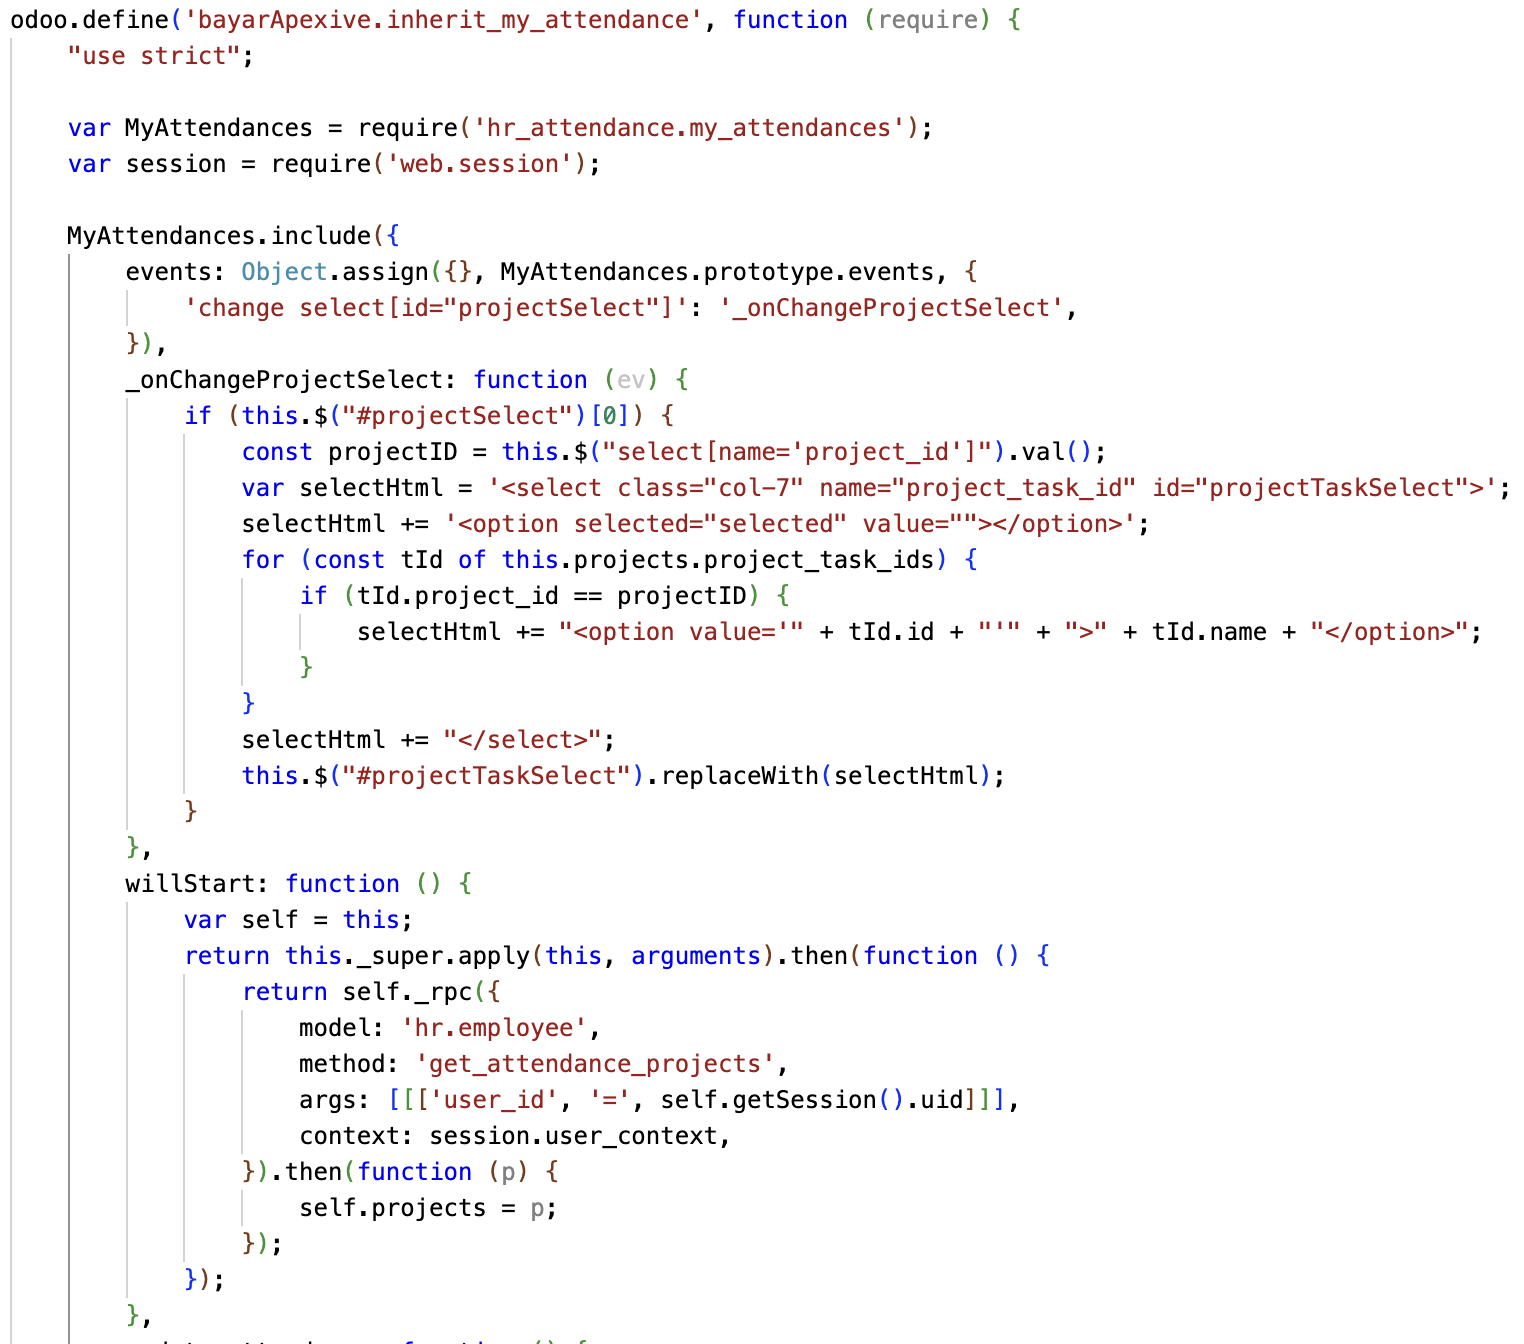 odoo.define('bayarApexive.inherit_my_attendance', function (require) {
    "use strict";

    var MyAttendances = require('hr_attendance.my_attendances');
    var session = require('web.session');

    MyAttendances.include({
        events: Object.assign({}, MyAttendances.prototype.events, {
            'change select[id="projectSelect"]': '_onChangeProjectSelect',
        }),
        _onChangeProjectSelect: function (ev) {
            if (this.$("#projectSelect")[0]) {
                const projectID = this.$("select[name='project_id']").val();
                var selectHtml = '<select class="col-7" name="project_task_id" id="projectTaskSelect">';
                selectHtml += '<option selected="selected" value=""></option>';
                for (const tId of this.projects.project_task_ids) {
                    if (tId.project_id == projectID) {
                        selectHtml += "<option value='" + tId.id + "'" + ">" + tId.name + "</option>";
                    }
                }
                selectHtml += "</select>";
                this.$("#projectTaskSelect").replaceWith(selectHtml);
            }
        },
        willStart: function () {
            var self = this;
            return this._super.apply(this, arguments).then(function () {
                return self._rpc({
                    model: 'hr.employee',
                    method: 'get_attendance_projects',
                    args: [[['user_id', '=', self.getSession().uid]]],
                    context: session.user_context,
                }).then(function (p) {
                    self.projects = p;
                });
            });
        },